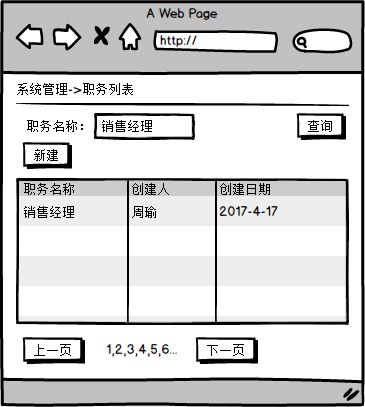 A Web Page
http://
系统管理->职务列表
职务名称： 销售经理 查询
新建
职务名称 创建人 创建日期
销售经理 周瑜 2017-4-17
上一页 1,2,3,4,5,6... 下一页